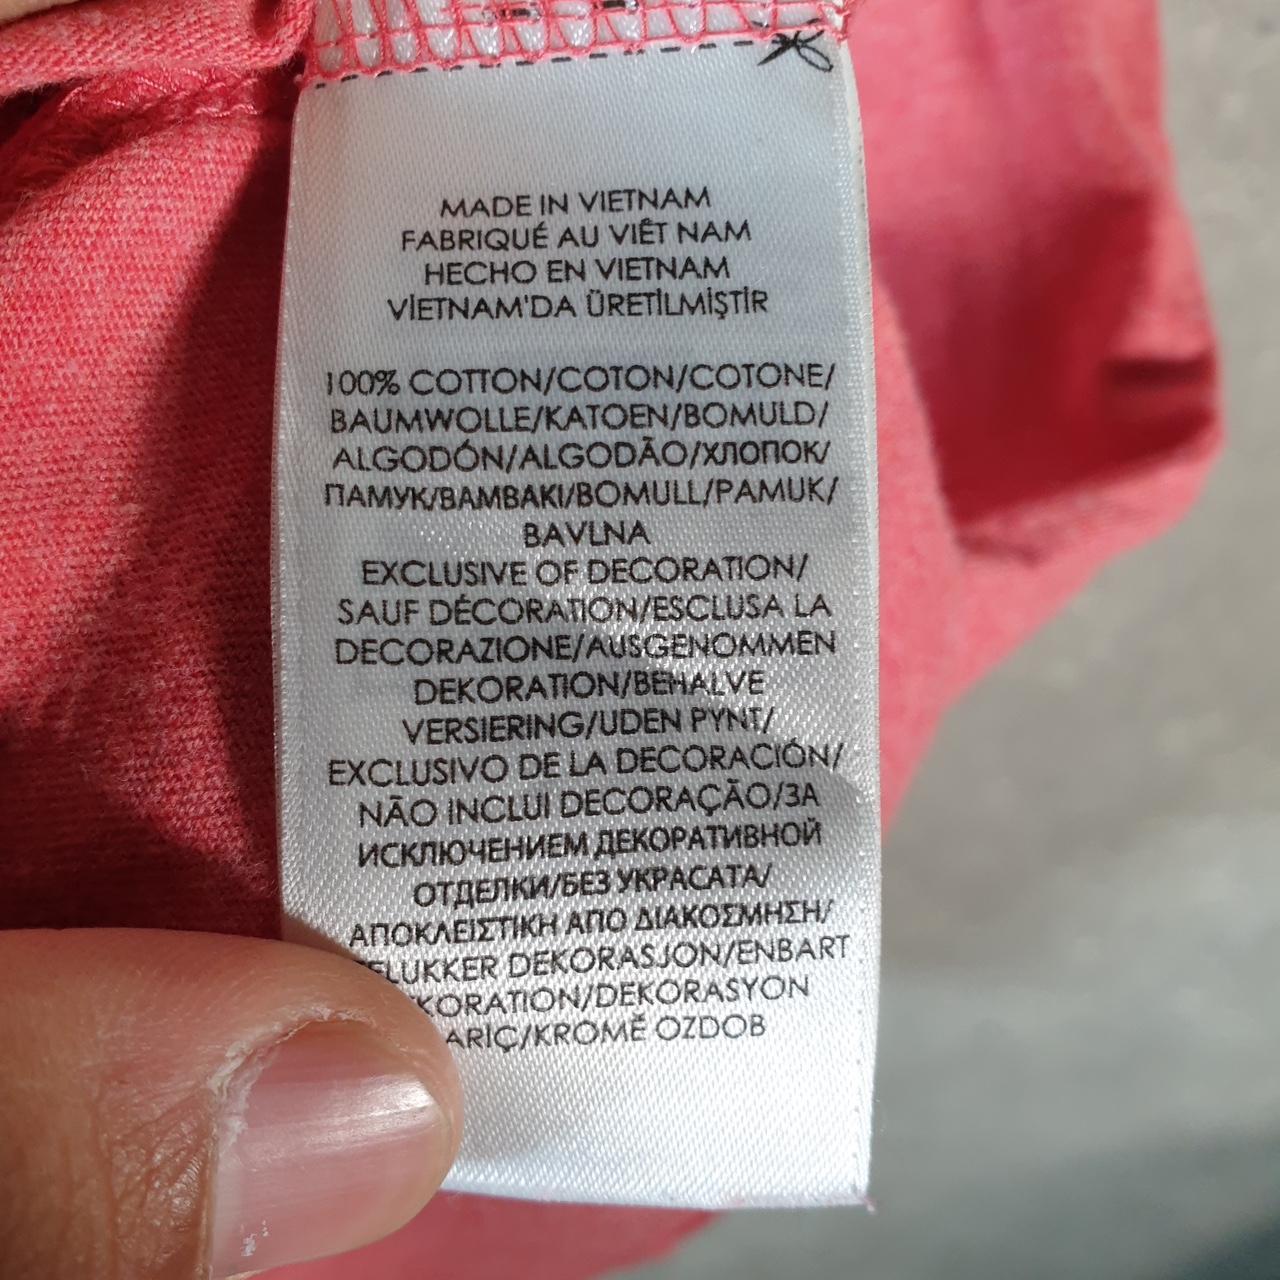 MADE IN VIETNAM
FABRIQUÉ AU VIÊT NAM
HECHO EN VIETNAM
VİETNAM'DA ÜRETİLMİŞTİR
100% COTTON/COTON/COTONE/
BAUMWOLLE/KATOEN/BOMULD/
ALGODÓN/ALGODÃO/ХЛОПОК/
ПАМУК/ΒΑΜΒΑΚΙ/BOMULL/PAMUK/
BAVLNA
EXCLUSIVE OF DECORATION/
SAUF DÉCORATION/ESCLUSA LA
DECORAZIONE/AUSGENOMMEN
DEKORATION/BEHALVE
VERSIERING/UDEN PYNT/
EXCLUSIVO DE LA DECORACIÓN/
NÃO INCLUI DECORAÇÃO/ЗА
ИСКЛЮЧЕНИЕМ ДЕКОРАТИВНОЙ
ОТДЕЛКИ/БЕЗ УКРАСАТА/
ΑΠΟΚΛΕΙΣΤΙΚΗ ΑΠΟ ΔΙΑΚΟΣΜΗΣΗ/
DEKORASJON/ENBART
DEKORASYON
KROMĚ OZDOB